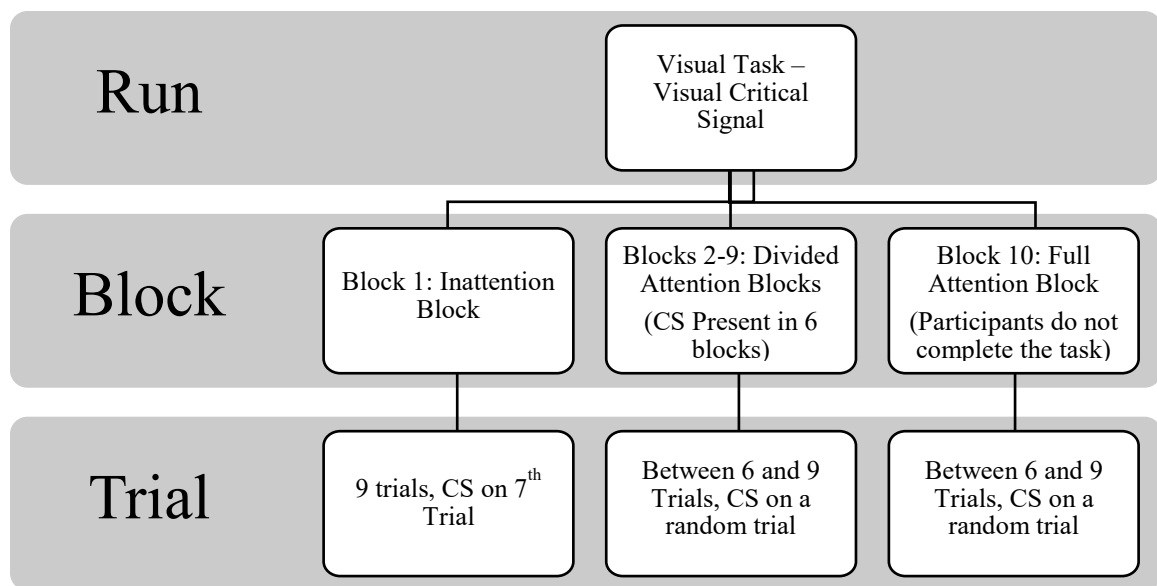 Run
Visual Task –
Visual Critical
Signal
Block
Block 1: Inattention
Block
Blocks 2-9: Divided
Attention Blocks
(CS Present in 6
blocks)
Block 10: Full
Attention Block
(Participants do not
complete the task)
Trial
9 trials, CS on 7th
Trial
Between 6 and 9
Trials, CS on a
random trial
Between 6 and 9
Trials, CS on a
random trial